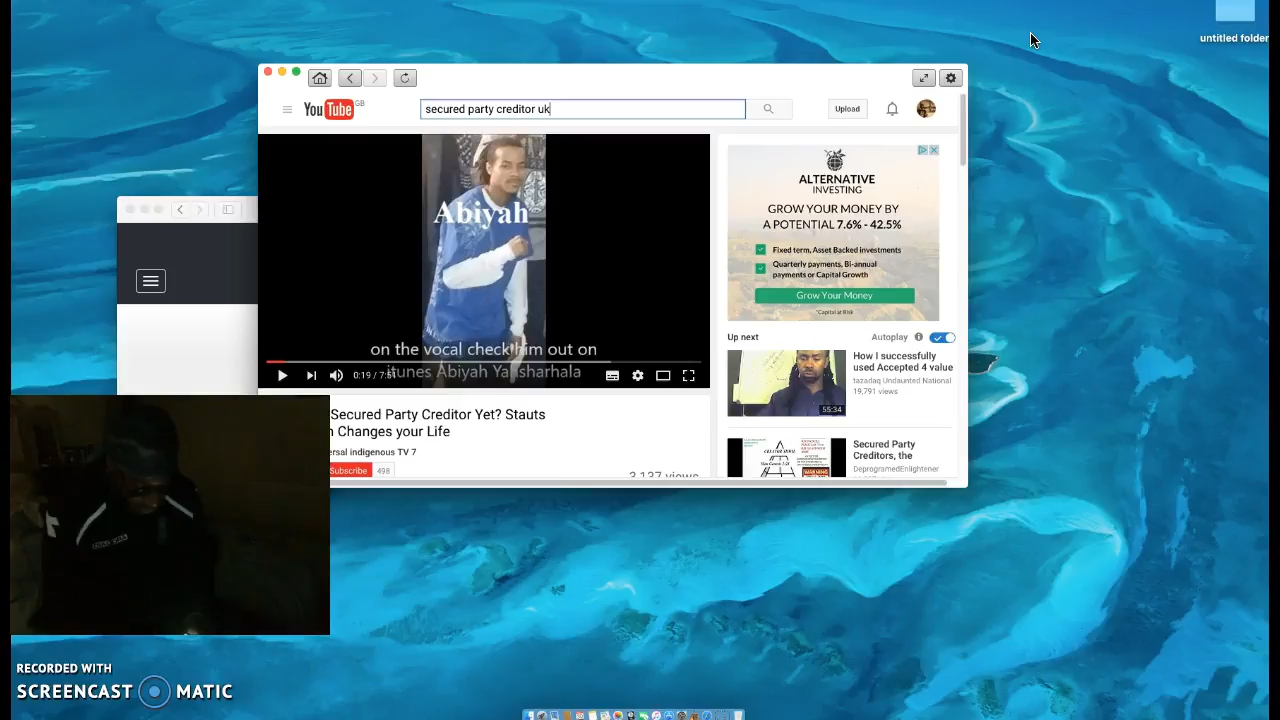 untitled folder
YouTube GB
secured party creditor uk
Upload
Abiyah
on the vocal check him out on
itunes Abiyah Yahsharhala
0:19 / 7:51
ALTERNATIVE
INVESTING
GROW YOUR MONEY BY
A POTENTIAL 7.6% - 42.5%
Fixed term, Asset Backed investments
Quarterly payments, Bi-annual
payments or Capital Growth
Grow Your Money
*Capital at Risk
Up next
Autoplay
How I successfully
used Accepted 4 value
tazadaq Undaunted National
19,791 views
55:34
Secured Party
Creditors, the
DeprogramedEnlightener
Secured Party Creditor Yet? Stauts
Changes your Life
ersal indigenous TV 7
Subscribe 498
3,137 views
RECORDED WITH
SCREENCAST MATIC